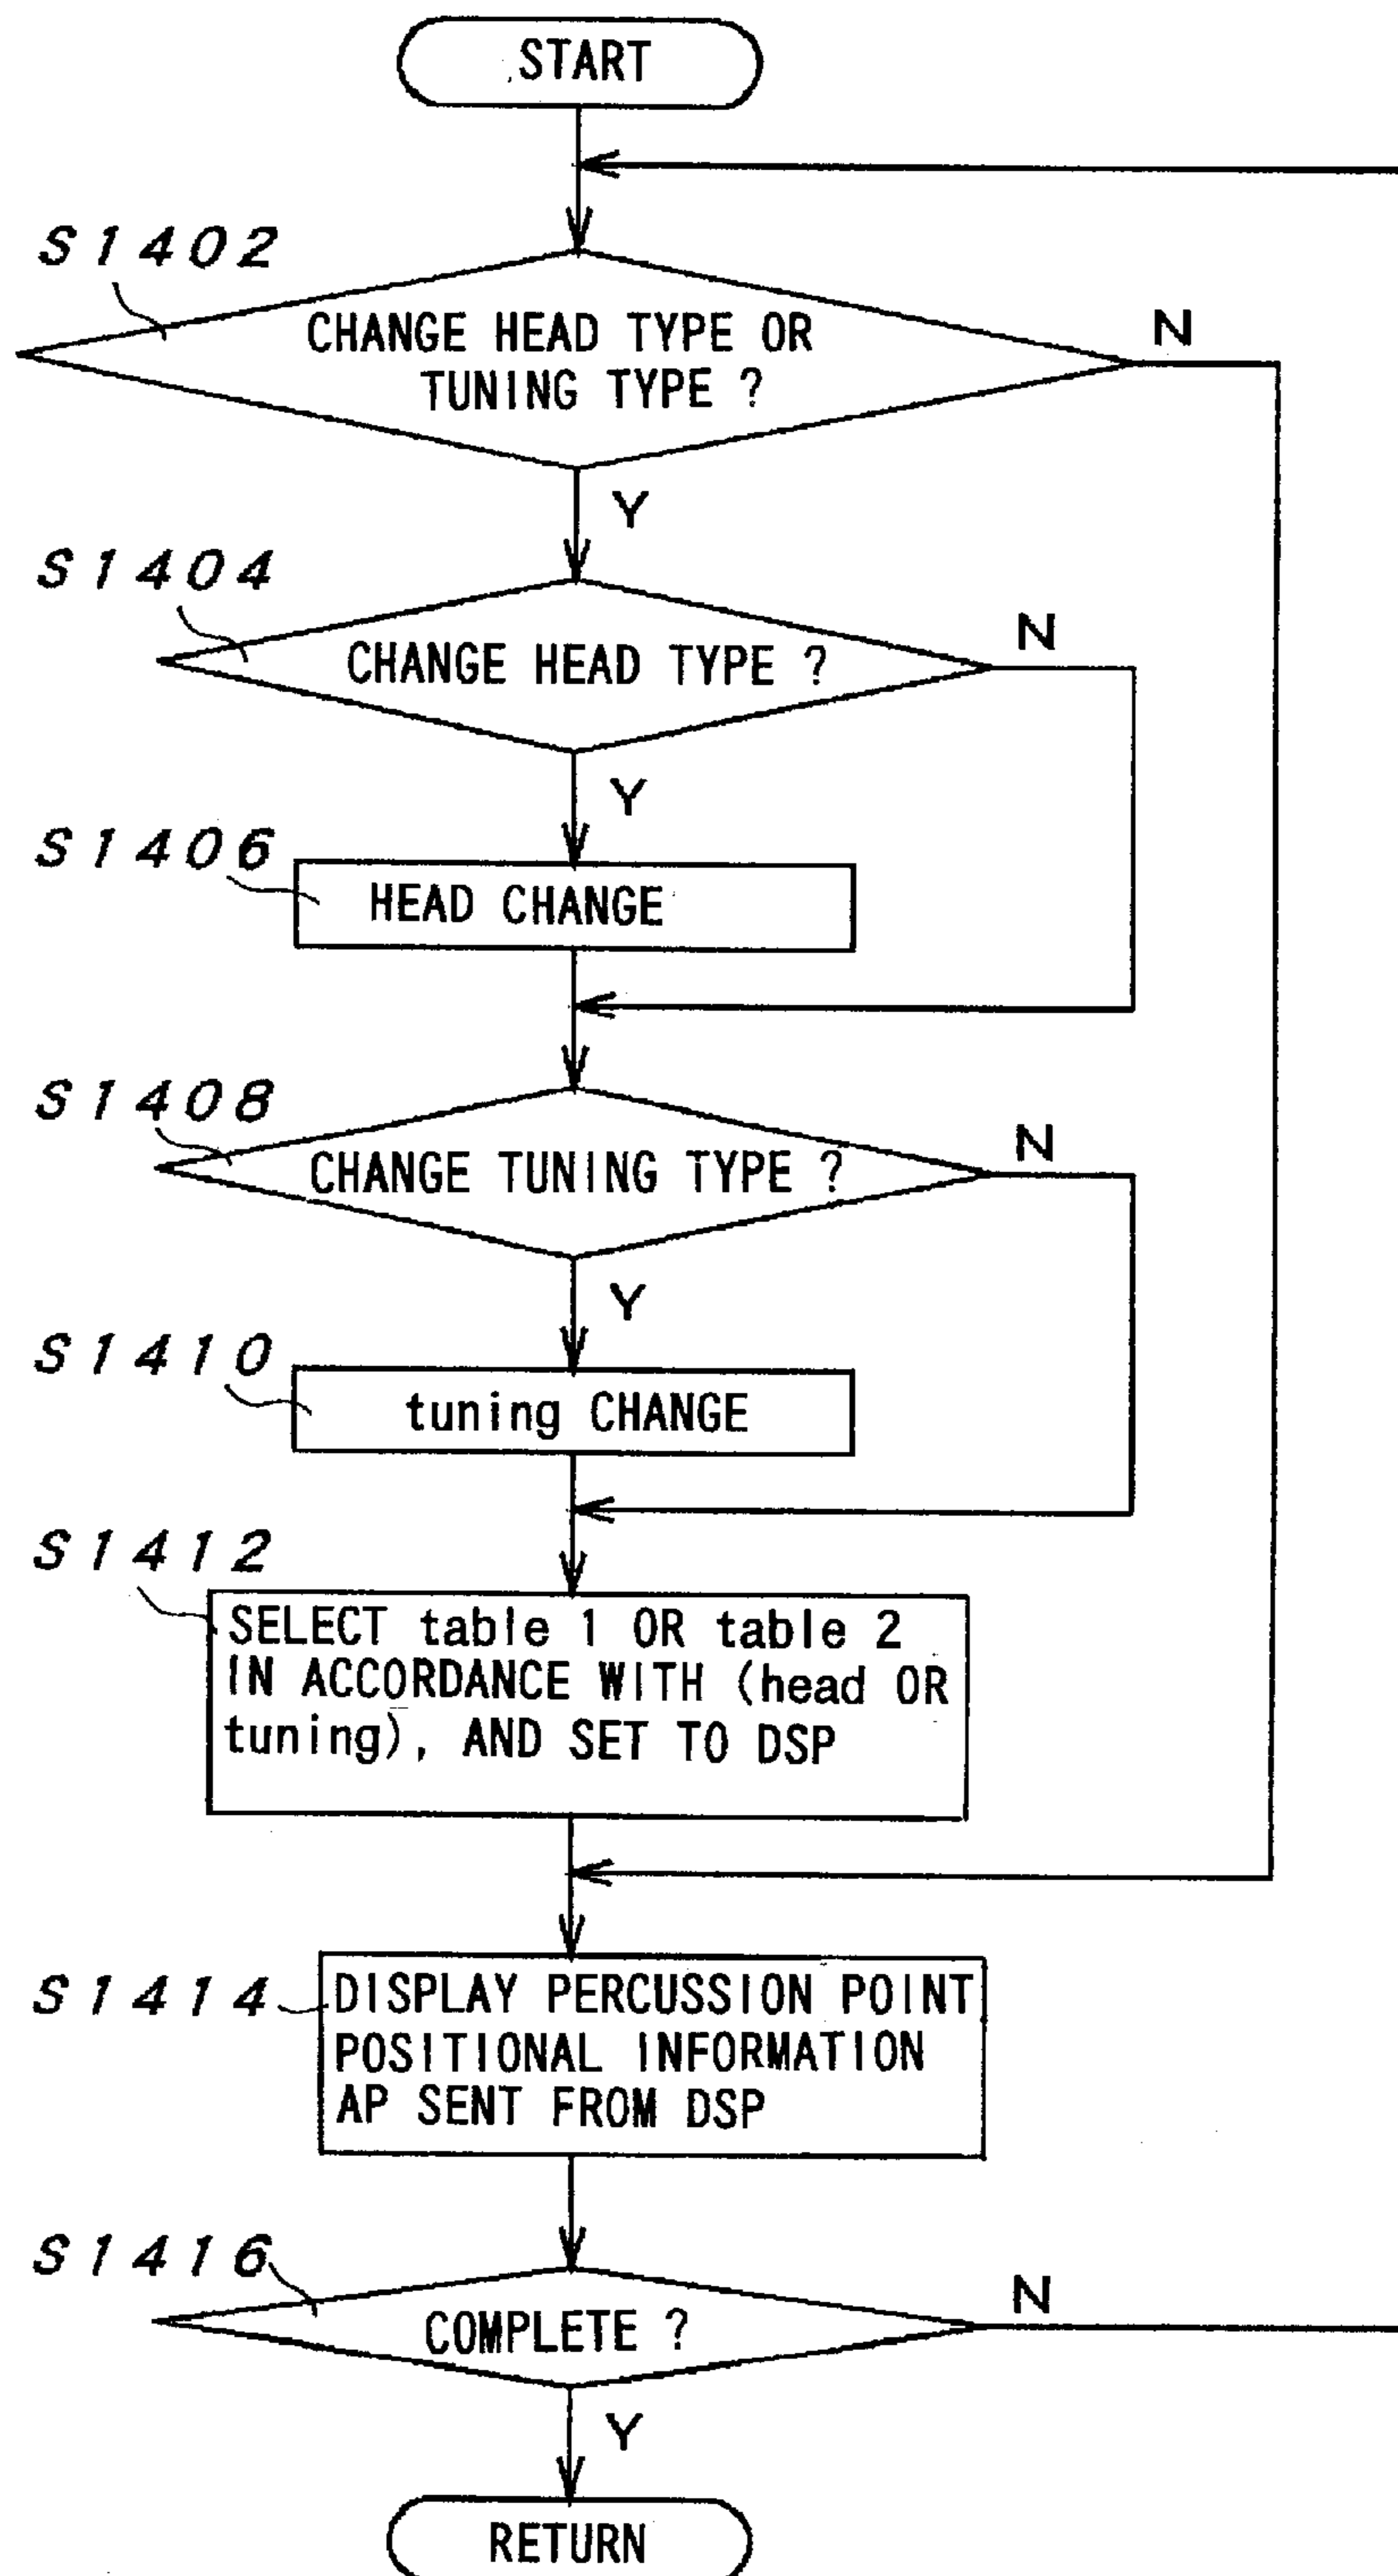 START
S1402
CHANGE HEAD TYPE OR
TUNING TYPE ?
N
Y
S1404
CHANGE HEAD TYPE ?
N
Y
S1406
HEAD CHANGE
S1408
CHANGE TUNING TYPE ?
N
Y
S1410
tuning CHANGE
S1412
SELECT table 1 OR table 2
IN ACCORDANCE WITH (head OR
tuning), AND SET TO DSP
S1414
DISPLAY PERCUSSION POINT
POSITIONAL INFORMATION
AP SENT FROM DSP
S1416
COMPLETE ?
N
Y
RETURN